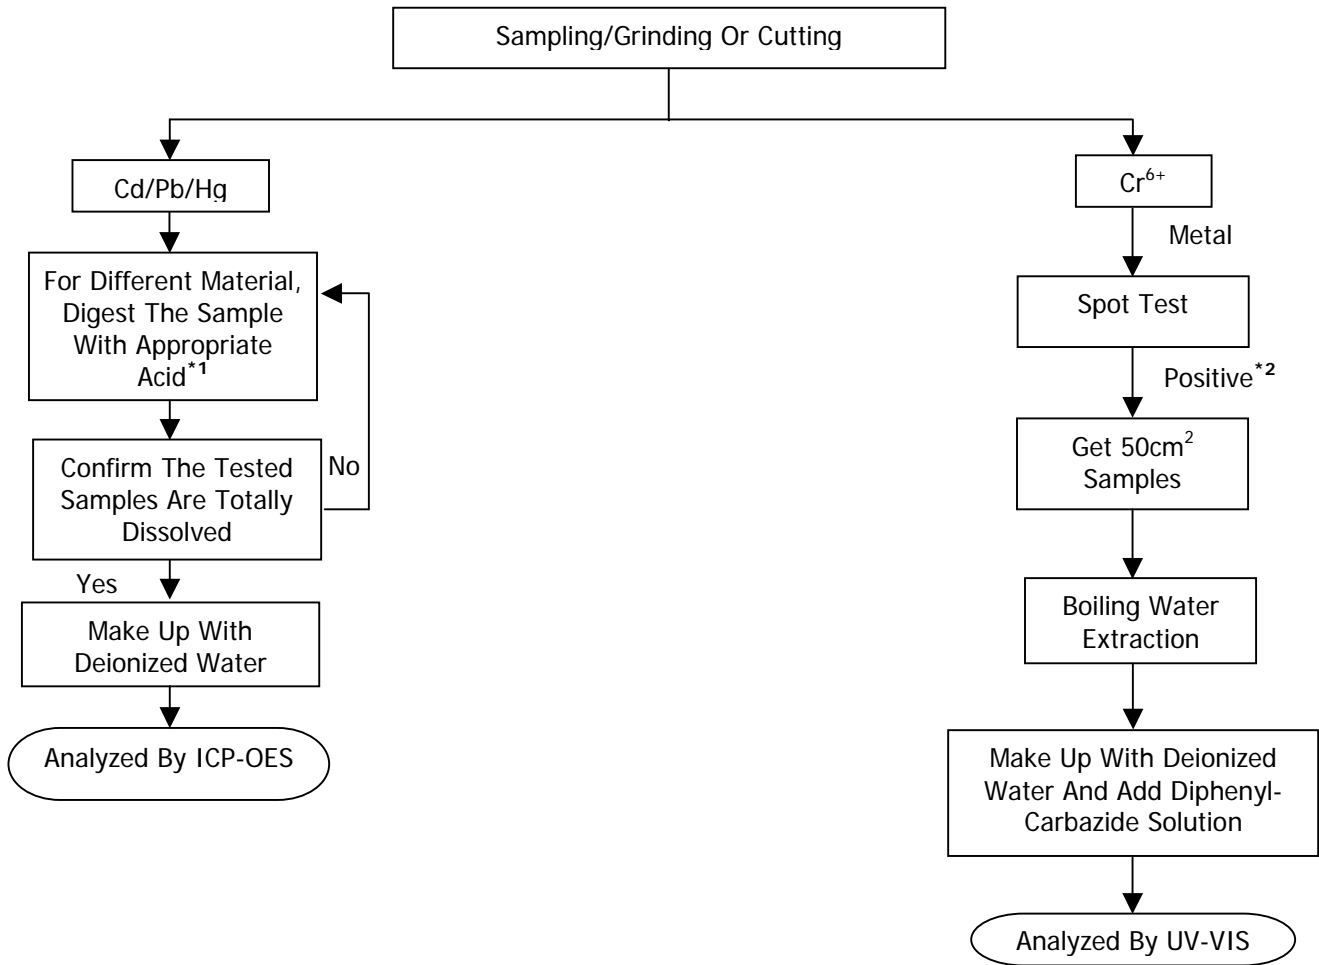 Sampling/Grinding Or Cutting
Cd/Pb/Hg
For Different Material,
Digest The Sample
With Appropriate
Acid*1
Confirm The Tested
Samples Are Totally
Dissolved
No
Yes
Make Up With
Deionized Water
Analyzed By ICP-OES
Cr6+
Metal
Spot Test
Positive*2
Get 50cm2
Samples
Boiling Water
Extraction
Make Up With Deionized
Water And Add Diphenyl-
Carbazide Solution
Analyzed By UV-VIS